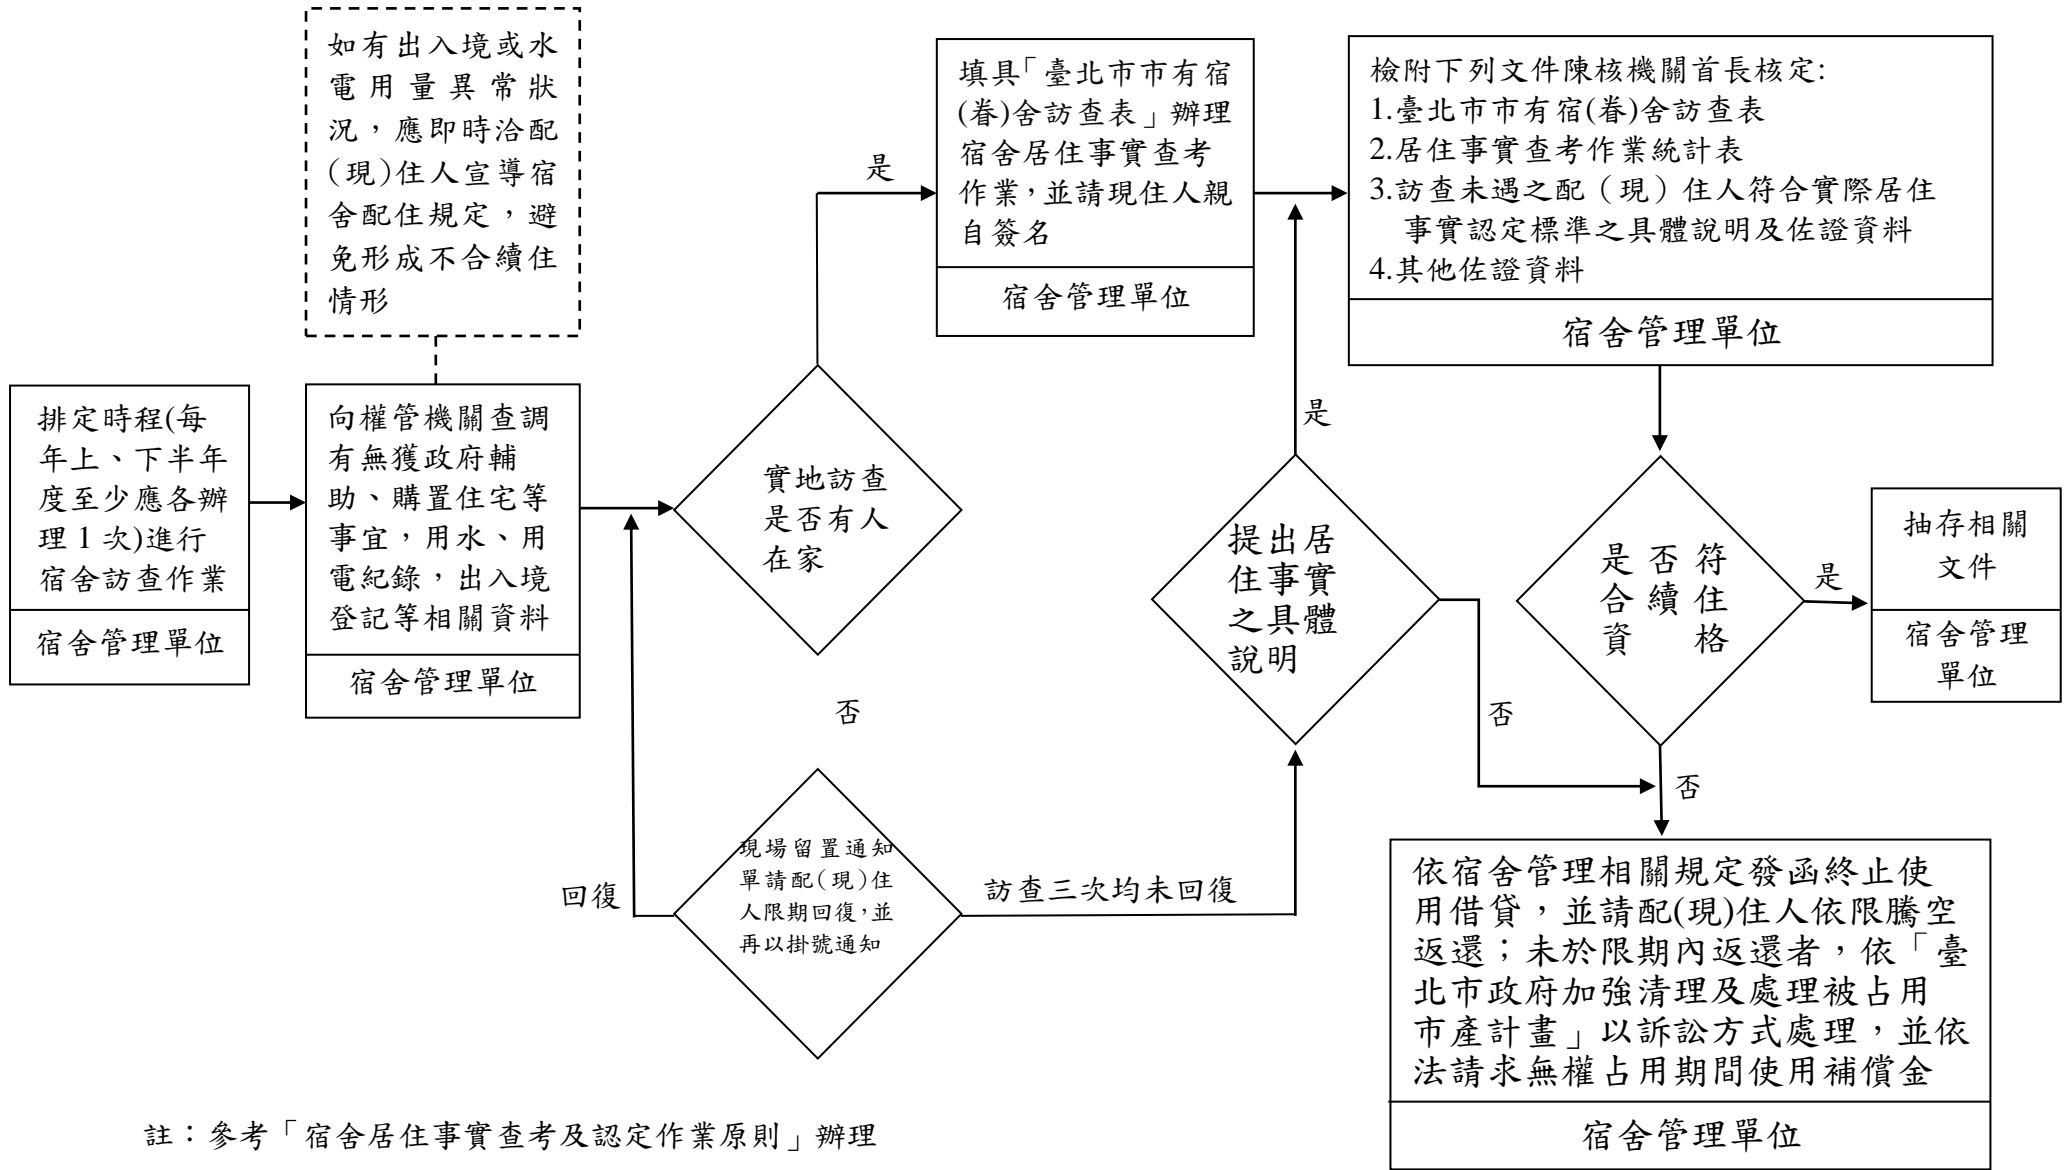 如有出入境或水
電用量異常狀
況，應即時洽配
(現)住人宣導宿
舍配住規定，避
免形成不合續住
情形
排定時程(每
年上、下半年
度至少應各辦
理 1 次)進行
宿舍訪查作業
宿舍管理單位
向權管機關查調
有無獲政府輔
助、購置住宅等
事宜，用水、用
電紀錄，出入境
登記等相關資料
宿舍管理單位
實地訪查
是否有人
在家
是
否
填具「臺北市市有宿
(眷)舍訪查表」辦理
宿舍居住事實查考
作業，並請現住人親
自簽名
宿舍管理單位
現場留置通知
單請配(現)住
人限期回復，並
再以掛號通知
回復
訪查三次均未回復
提出居
住事實
之具體
說明
是
否
檢附下列文件陳核機關首長核定:
1.臺北市市有宿(眷)舍訪查表
2.居住事實查考作業統計表
3.訪查未遇之配（現）住人符合實際居住
事實認定標準之具體說明及佐證資料
4.其他佐證資料
宿舍管理單位
是否符
合續住
資格
是
否
抽存相關
文件
宿舍管理
單位
依宿舍管理相關規定發函終止使
用借貸，並請配(現)住人依限騰空
返還；未於限期內返還者，依「臺
北市政府加強清理及處理被占用
市產計畫」以訴訟方式處理，並依
法請求無權占用期間使用補償金
宿舍管理單位
註：參考「宿舍居住事實查考及認定作業原則」辦理